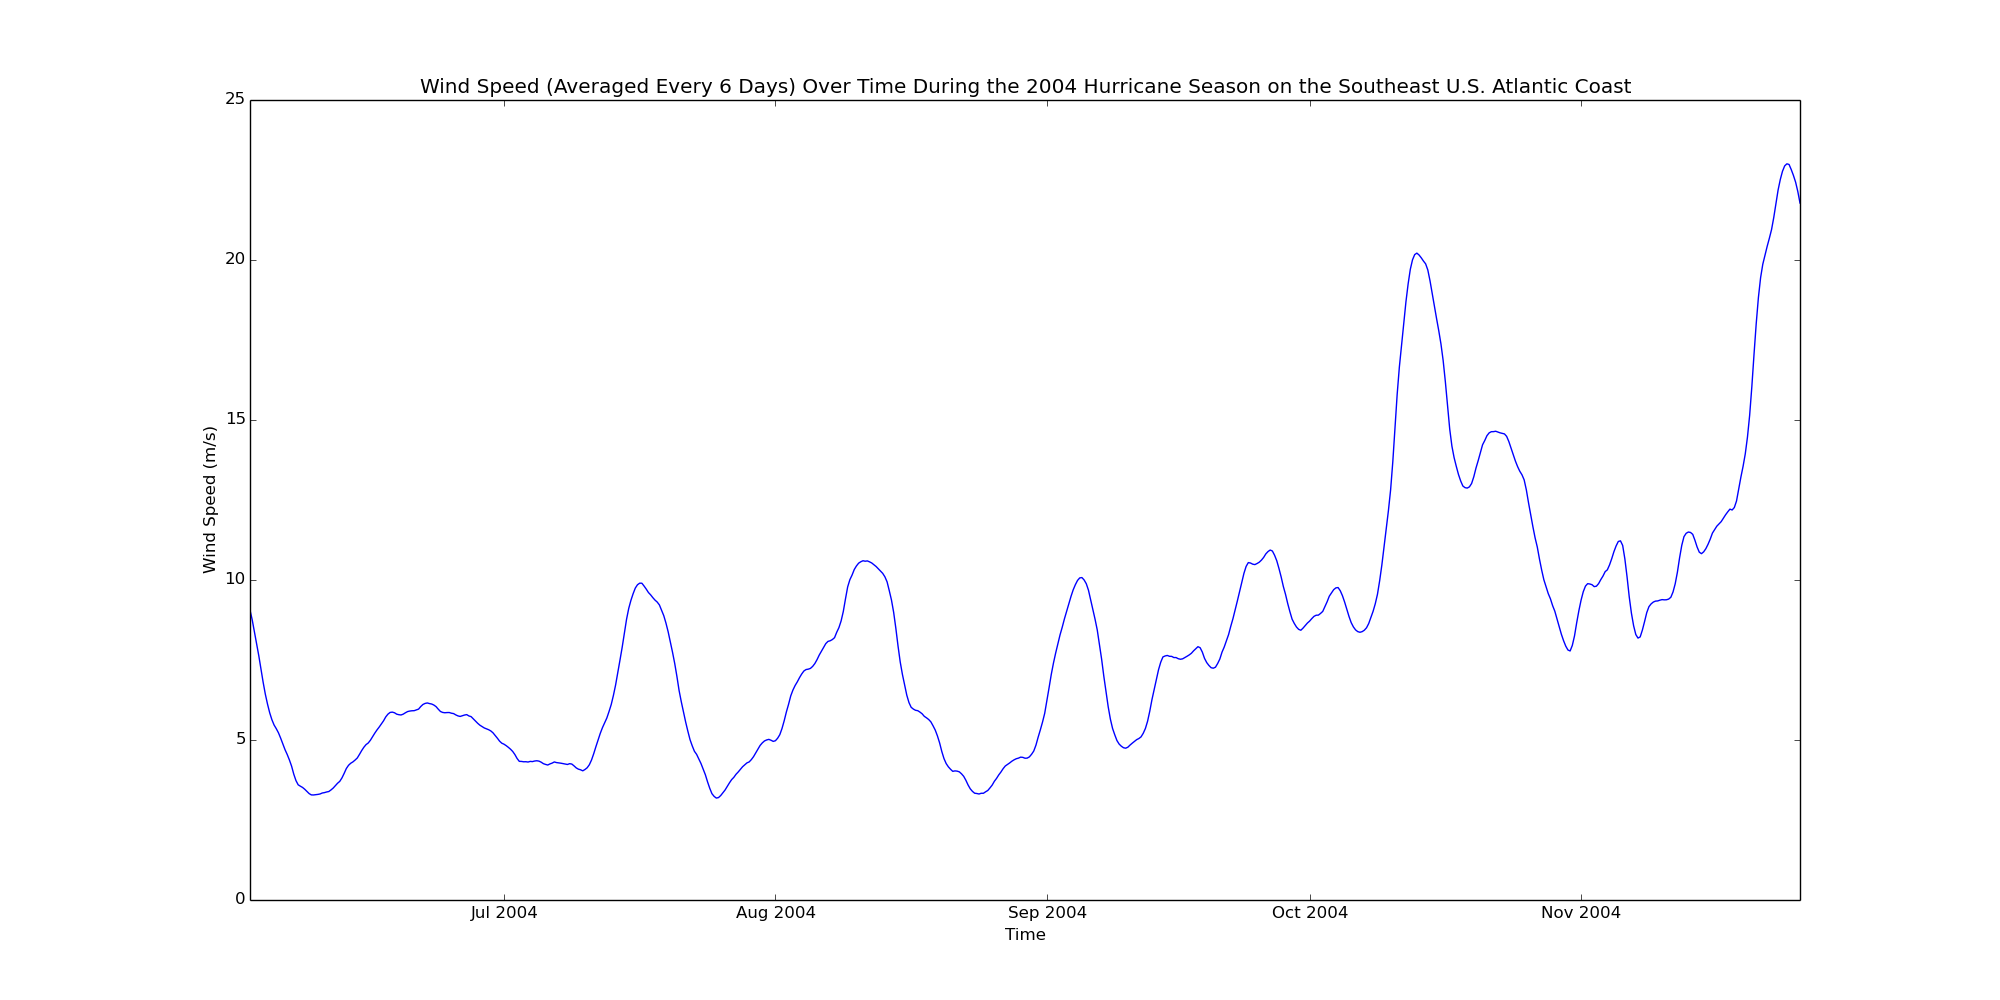 Wind Speed (Averaged Every 6 Days) Over Time During the 2004 Hurricane Season on the Southeast U.S. Atlantic Coast
25
20
15
10
5
0
Wind Speed (m/s)
Jul 2004 Aug 2004 Sep 2004 Oct 2004 Nov 2004
Time